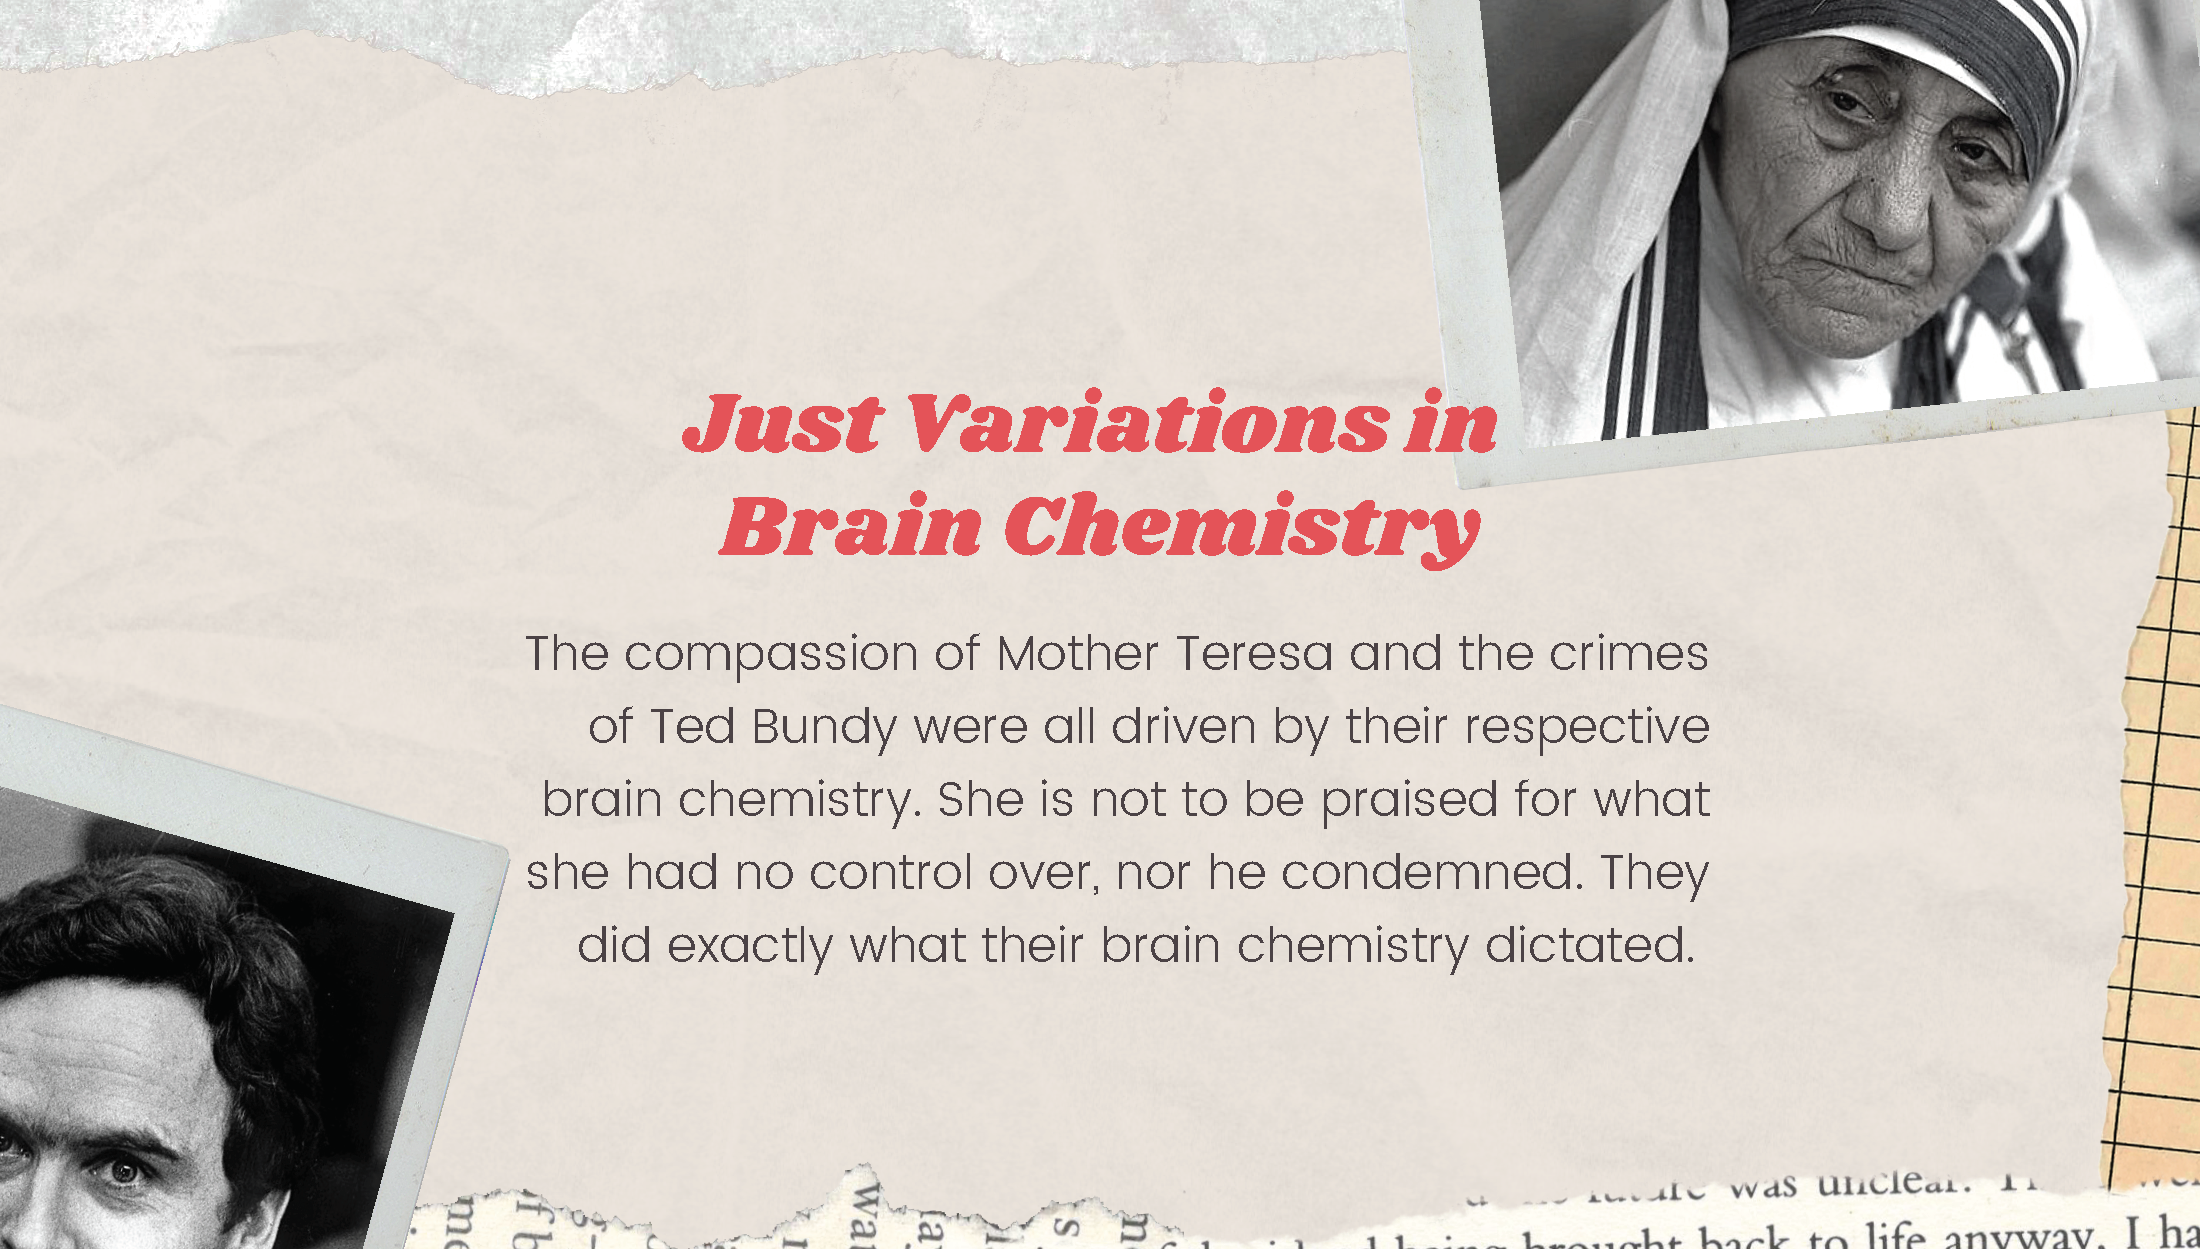 Just Variations in
Brain Chemistry
The compassion of Mother Teresa and the crimes
of Ted Bundy were all driven by their respective
brain chemistry. She is not to be praised for what
she had no control over, nor he condemned. They
did exactly what their brain chemistry dictated.
was unclear.
being brought back to life anyway. I ha